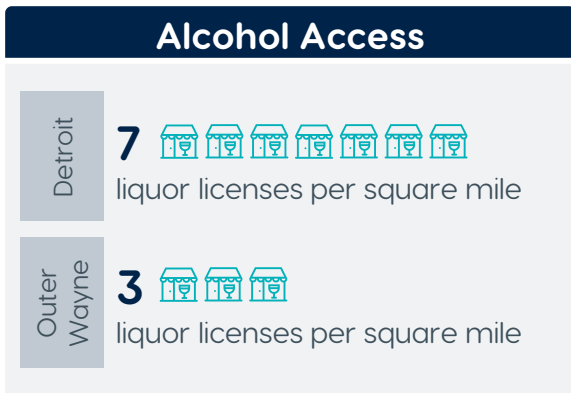 Alcohol Access
Detroit
7
liquor licenses per square mile
Outer
Wayne
3
liquor licenses per square mile